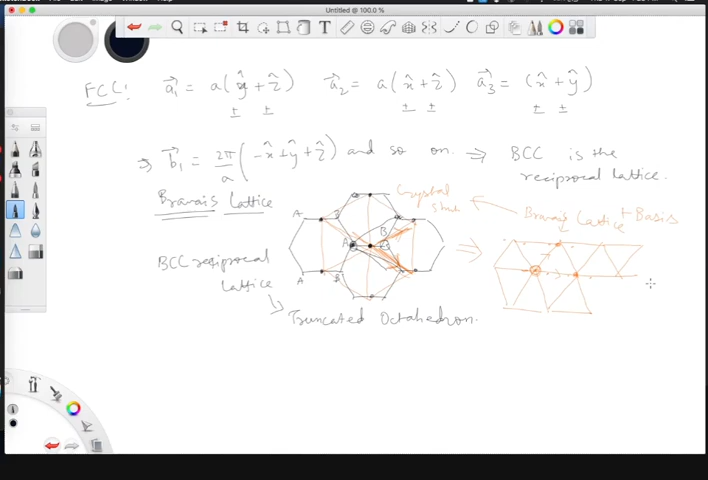 Untitled @ 100.0 %
FCC: a⃗₁ = a(ŷ + ẑ) a⃗₂ = a(x̂ + ẑ) a⃗₃ = (x̂ + ŷ)
± ± ± ± ± ±
⇒ b⃗₁ = 2π/a (-x̂ + ŷ + ẑ) and so on. ⇒ BCC is the
reciprocal lattice.
Bravais Lattice
Crystal
Bravais Lattice + Basis
A
B
A
B
A
BCC reciprocal
lattice
Truncated Octahedron.